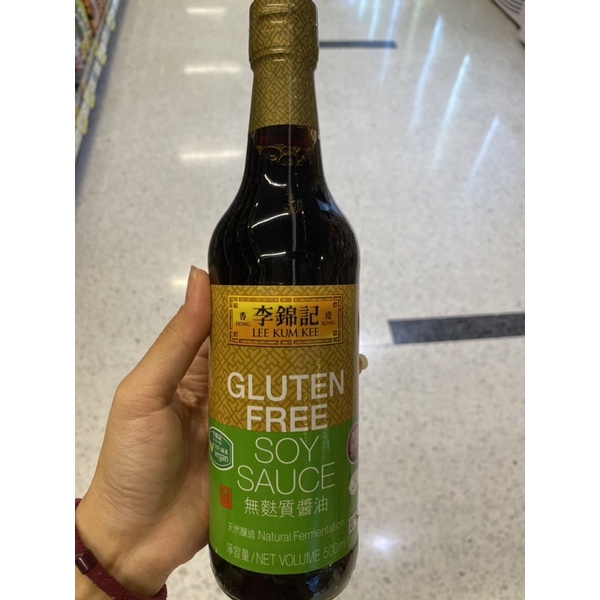 香 李錦記 港
HONG KONG
LEE KUM KEE
GLUTEN
FREE
SOY
SAUCE
無麩質醬油
天然釀造 Natural Fermentation
淨容量/NET VOLUME 500ml
vegan